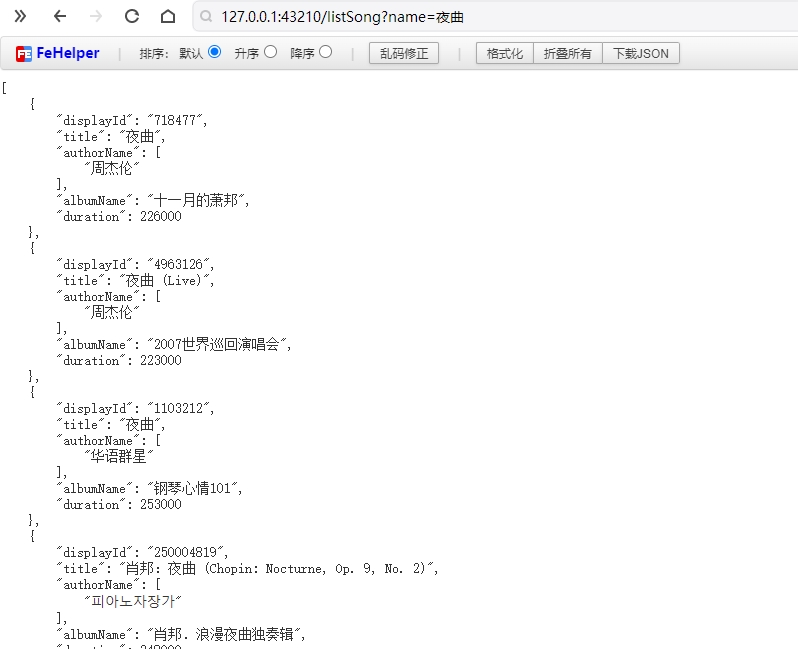 127.0.0.1:43210/listSong?name=夜曲
FeHelper | 排序: 默认 升序 降序 | 乱码修正 | 格式化 折叠所有 下载JSON
[
{
"displayId": "718477",
"title": "夜曲",
"authorName": [
"周杰伦"
],
"albumName": "十一月的萧邦",
"duration": 226000
},
{
"displayId": "4963126",
"title": "夜曲 (Live)",
"authorName": [
"周杰伦"
],
"albumName": "2007世界巡回演唱会",
"duration": 223000
},
{
"displayId": "1103212",
"title": "夜曲",
"authorName": [
"华语群星"
],
"albumName": "钢琴心情101",
"duration": 253000
},
{
"displayId": "250004819",
"title": "肖邦: 夜曲 (Chopin: Nocturne, Op. 9, No. 2)",
"authorName": [
"피아노자장가"
],
"albumName": "肖邦. 浪漫夜曲独奏辑",